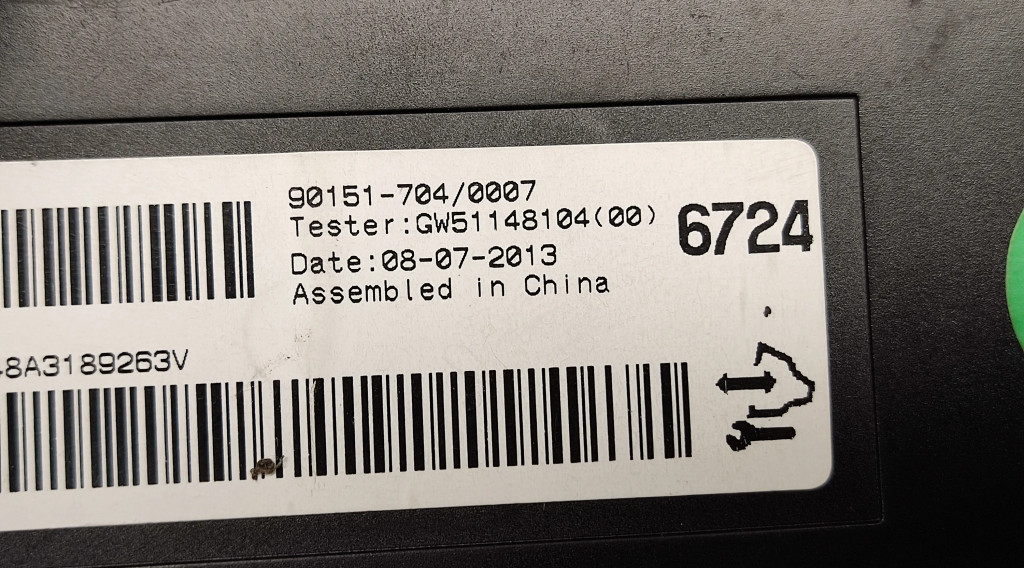 90151-704/0007
Tester:GW51148104(00)
6724
Date:08-07-2013
Assembled in China
8A3189263V